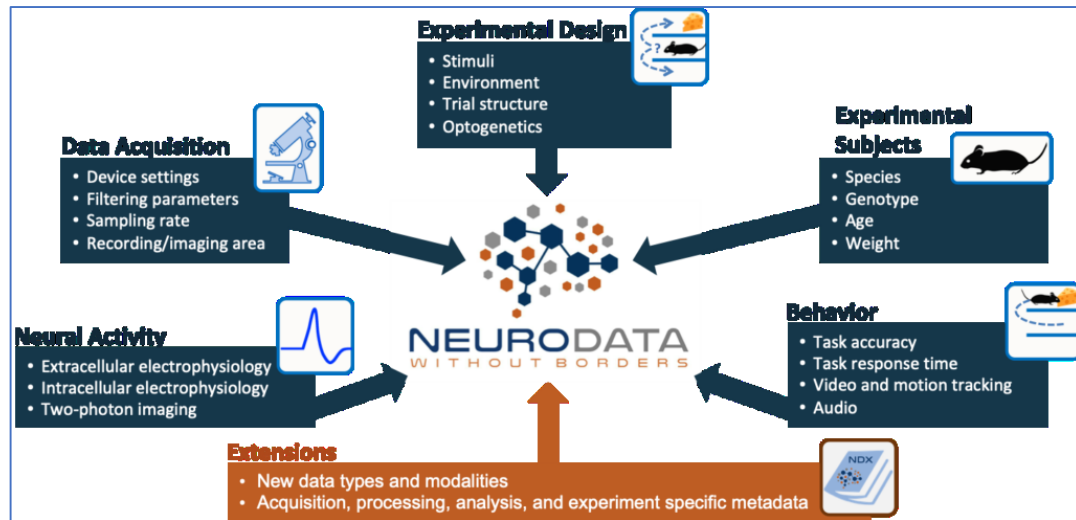 Experimental Design
• Stimuli
• Environment
• Trial structure
• Optogenetics
?
Data Acquisition
• Device settings
• Filtering parameters
• Sampling rate
• Recording/imaging area
Experimental
Subjects
• Species
• Genotype
• Age
• Weight
Neural Activity
• Extracellular electrophysiology
• Intracellular electrophysiology
• Two-photon imaging
NEURODATA
WITHOUT BORDERS
Behavior
• Task accuracy
• Task response time
• Video and motion tracking
• Audio
Extensions
• New data types and modalities
• Acquisition, processing, analysis, and experiment specific metadata
NDX